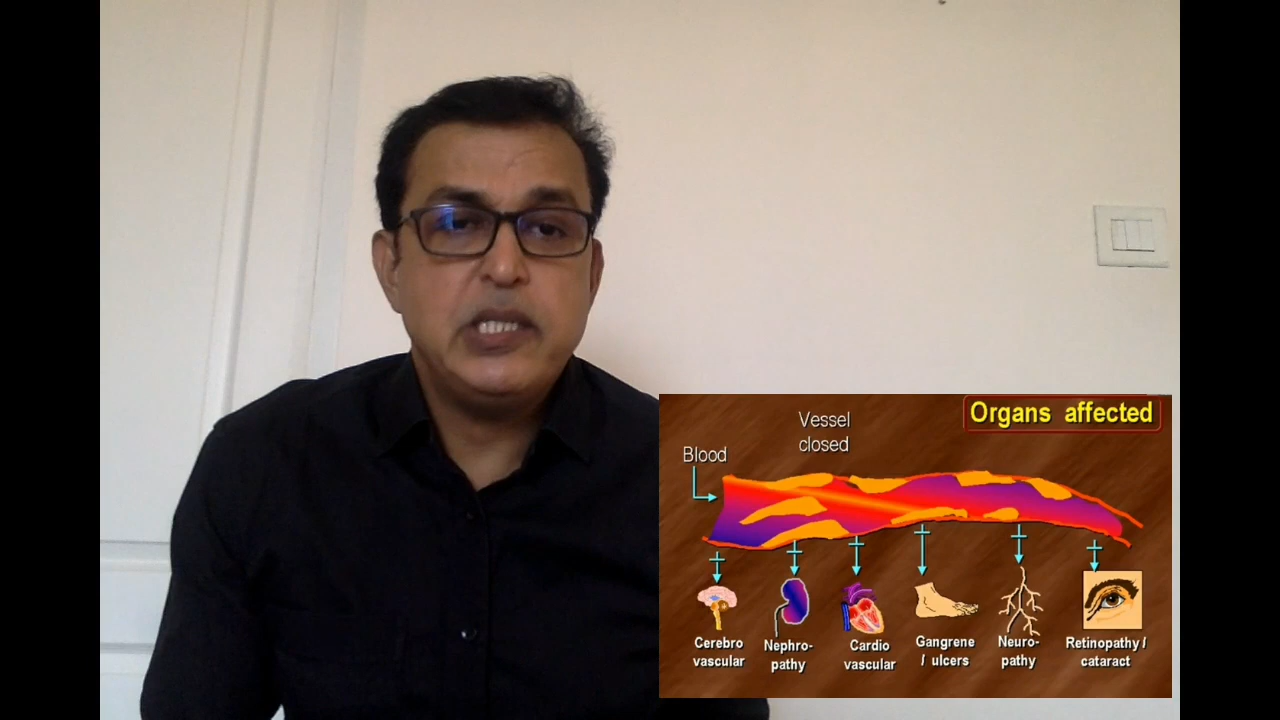 Organs affected
Vessel
closed
Blood
Cerebro
vascular
Nephro-
pathy
Cardio
vascular
Gangrene
/ ulcers
Neuro-
pathy
Retinopathy /
cataract